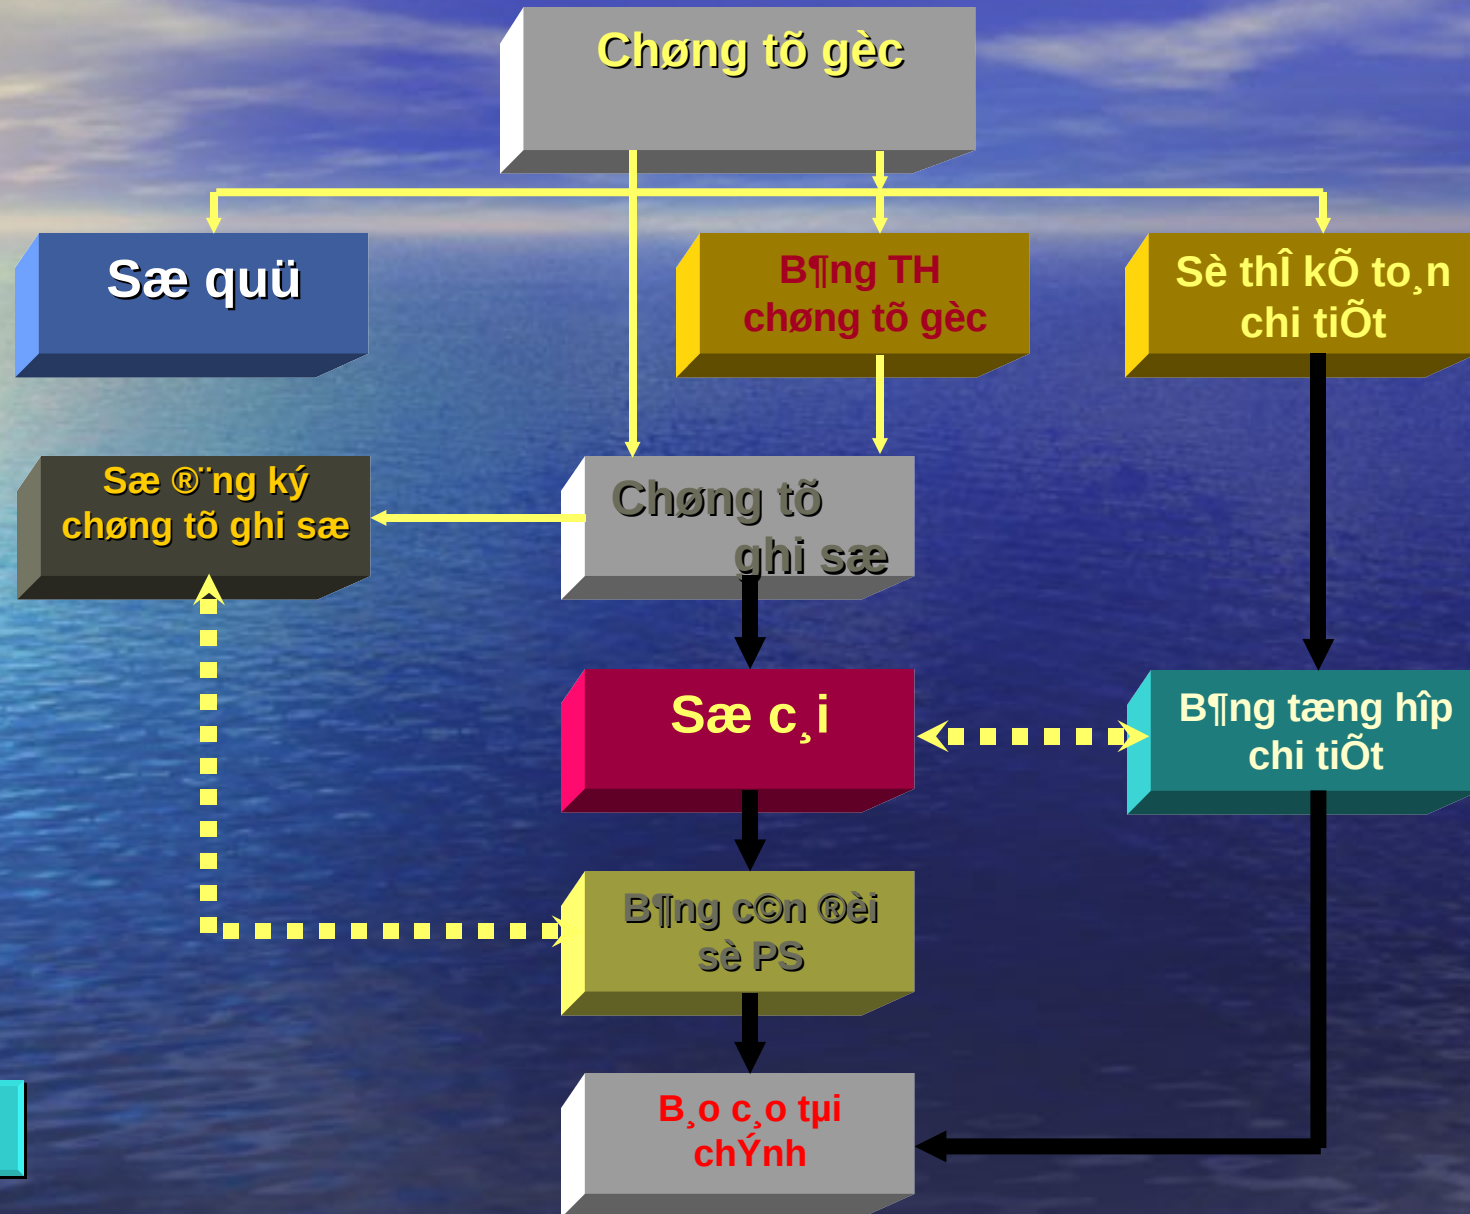 Chøng tõ gèc
Sæ quü
B¶ng TH
chøng tõ gèc
Sè thÎ kÕ to¸n
chi tiÕt
Sæ ®¨ng ký
chøng tõ ghi sæ
Chøng tõ
ghi sæ
Sæ c¸i
B¶ng tæng hîp
chi tiÕt
B¶ng c©n ®èi
sè PS
B¸o c¸o tµi
chÝnh